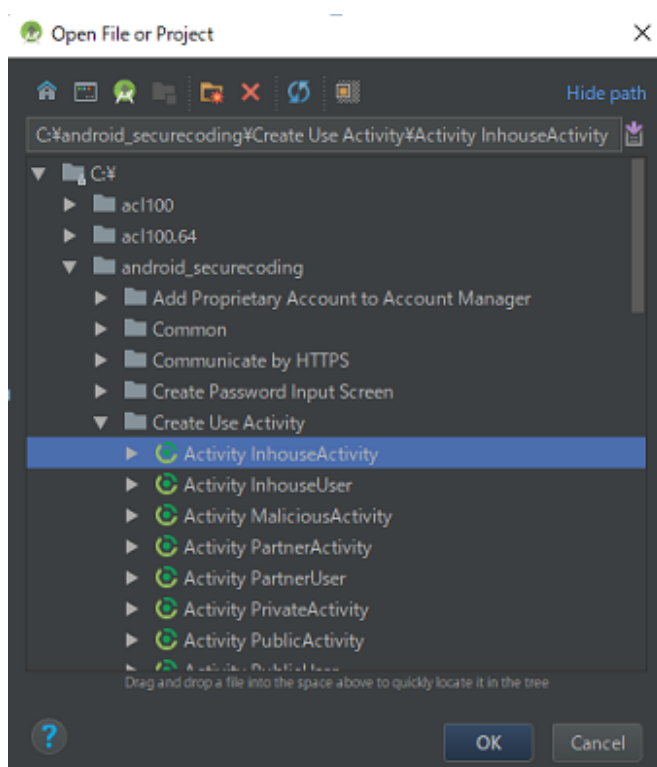 Open File or Project
Hide path
C:¥android_securecoding¥Create Use Activity¥Activity InhouseActivity
C:¥
acl100
acl100.64
android_securecoding
Add Proprietary Account to Account Manager
Common
Communicate by HTTPS
Create Password Input Screen
Create Use Activity
Activity InhouseActivity
Activity InhouseUser
Activity MaliciousActivity
Activity PartnerActivity
Activity PartnerUser
Activity PrivateActivity
Activity PublicActivity
Activity PublicUser
Drag and drop a file into the space above to quickly locate it in the tree
?
OK
Cancel